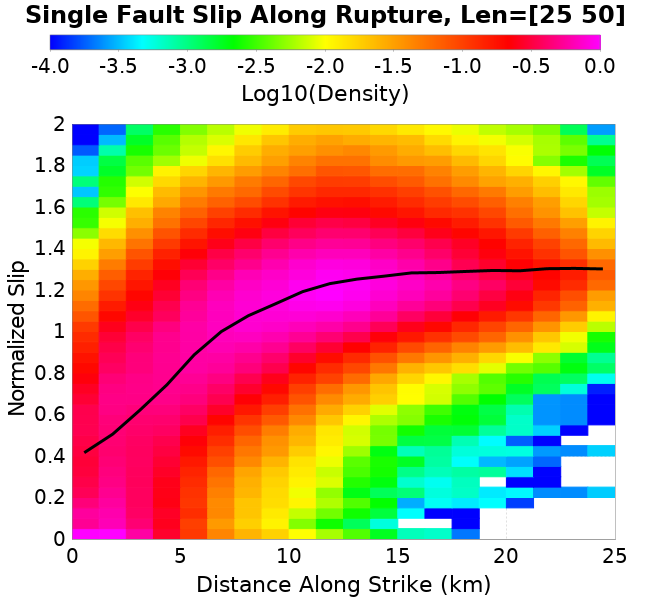 Single Fault Slip Along Rupture, Len=[25 50]
-4.0 -3.5 -3.0 -2.5 -2.0 -1.5 -1.0 -0.5 0.0
Log10(Density)
2
1.8
1.6
1.4
1.2
1
0.8
0.6
0.4
0.2
0
Normalized Slip
0 5 10 15 20 25
Distance Along Strike (km)